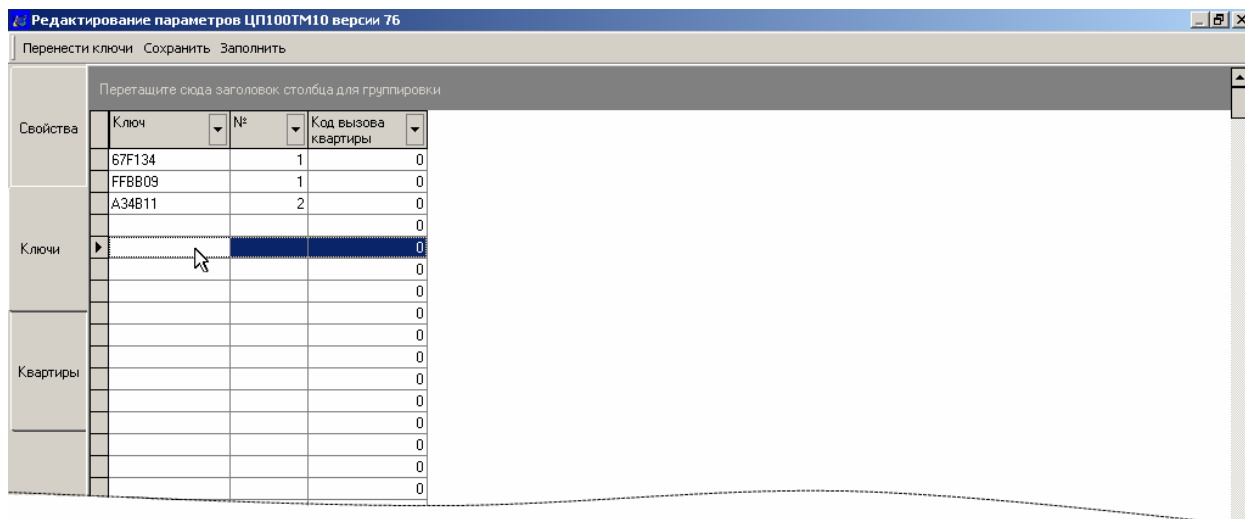 Редактирование параметров ЦП100ТМ10 версии 76
Перенести ключи Сохранить Заполнить
Перетащите сюда заголовок столбца для группировки
Свойства
Ключи
Квартиры
Ключ № Код вызова
квартиры
67F134 1 0
FFBB09 1 0
A34B11 2 0
0
0
0
0
0
0
0
0
0
0
0
0
0